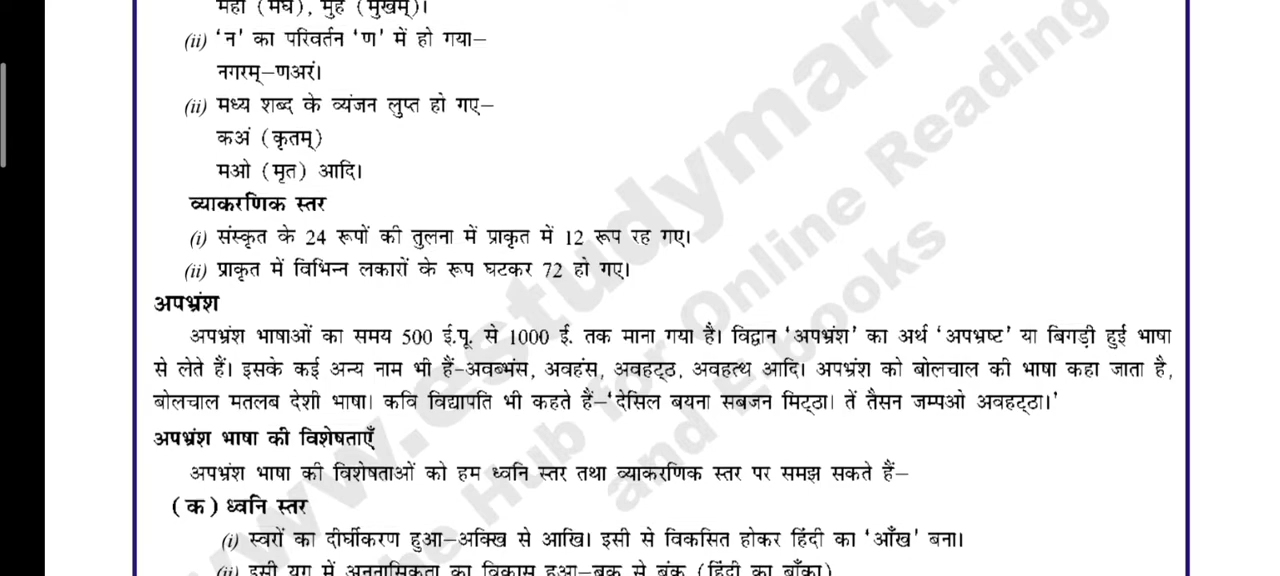 महो (मघ), मुह (मुखम्)।
(ii) ‘न’ का परिवर्तन ‘ण’ में हो गया–
नगरम्–णअरं।
(ii) मध्य शब्द के व्यंजन लुप्त हो गए–
कअं (कृतम्)
मओ (मृत) आदि।
व्याकरणिक स्तर
(i) संस्कृत के 24 रूपों की तुलना में प्राकृत में 12 रूप रह गए।
(ii) प्राकृत में विभिन्न लकारों के रूप घटकर 72 हो गए।
अपभ्रंश
अपभ्रंश भाषाओं का समय 500 ई.पू. से 1000 ई. तक माना गया है। विद्वान ‘अपभ्रंश’ का अर्थ ‘अपभ्रष्ट’ या बिगड़ी हुई भाषा
से लेते हैं। इसके कई अन्य नाम भी हैं–अवब्भंस, अवहंस, अवहट्ठ, अवहत्थ आदि। अपभ्रंश को बोलचाल की भाषा कहा जाता है,
बोलचाल मतलब देशी भाषा। कवि विद्यापति भी कहते हैं–‘देसिल बयना सबजन मिट्ठा। तें तैसन जम्पओ अवहट्ठा।’
अपभ्रंश भाषा की विशेषताएँ
अपभ्रंश भाषा की विशेषताओं को हम ध्वनि स्तर तथा व्याकरणिक स्तर पर समझ सकते हैं–
(क) ध्वनि स्तर
(i) स्वरों का दीर्घीकरण हुआ–अक्खि से आखि। इसी से विकसित होकर हिंदी का ‘आँख’ बना।
(ii) इसी युग में अनुनासिकता का विकास हुआ–बक्र से बंक (हिंदी का बाँका)
www.estudymar
he Hub for Online Reading
and E books